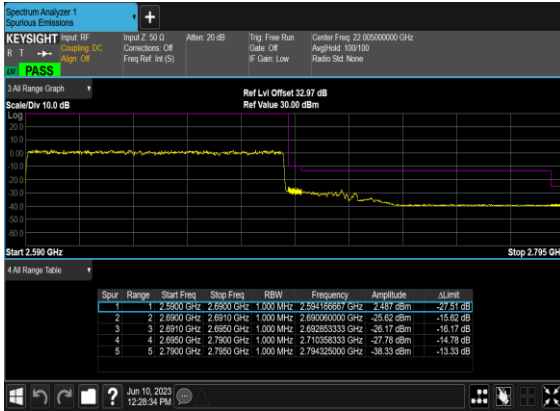 Spectrum Analyzer 1
Spurious Emissions
+
KEYSIGHT Input: RF Input Z: 50 Ω Atten: 20 dB Trig: Free Run Center Freq: 22.005000000 GHz
R T Coupling: DC Corrections: Off Gate: Off Avg|Hold: 100/100
Align: Off Freq Ref: Int (S) IF Gain: Low Radio Std: None
PASS
3 All Range Graph
Ref Lvl Offset 32.97 dB
Scale/Div 10.0 dB Ref Value 30.00 dBm
Log
20.0
10.0
0.00
-10.0
-20.0
-30.0
-40.0
-50.0
-60.0
Start 2.590 GHz Stop 2.795 GH
4 All Range Table
Spur Range Start Freq Stop Freq RBW Frequency Amplitude ΔLimit
1 1 2.5900 GHz 2.6900 GHz 1.000 MHz 2.594166667 GHz 2.487 dBm -27.51 dB
2 2 2.6900 GHz 2.6910 GHz 1.000 MHz 2.690060000 GHz -25.62 dBm -15.62 dB
3 3 2.6910 GHz 2.6950 GHz 1.000 MHz 2.692853333 GHz -26.17 dBm -16.17 dB
4 4 2.6950 GHz 2.7900 GHz 1.000 MHz 2.710358333 GHz -27.78 dBm -14.78 dB
5 5 2.7900 GHz 2.7950 GHz 1.000 MHz 2.794325000 GHz -38.33 dBm -13.33 dB
? Jun 10, 2023
12:28:34 PM